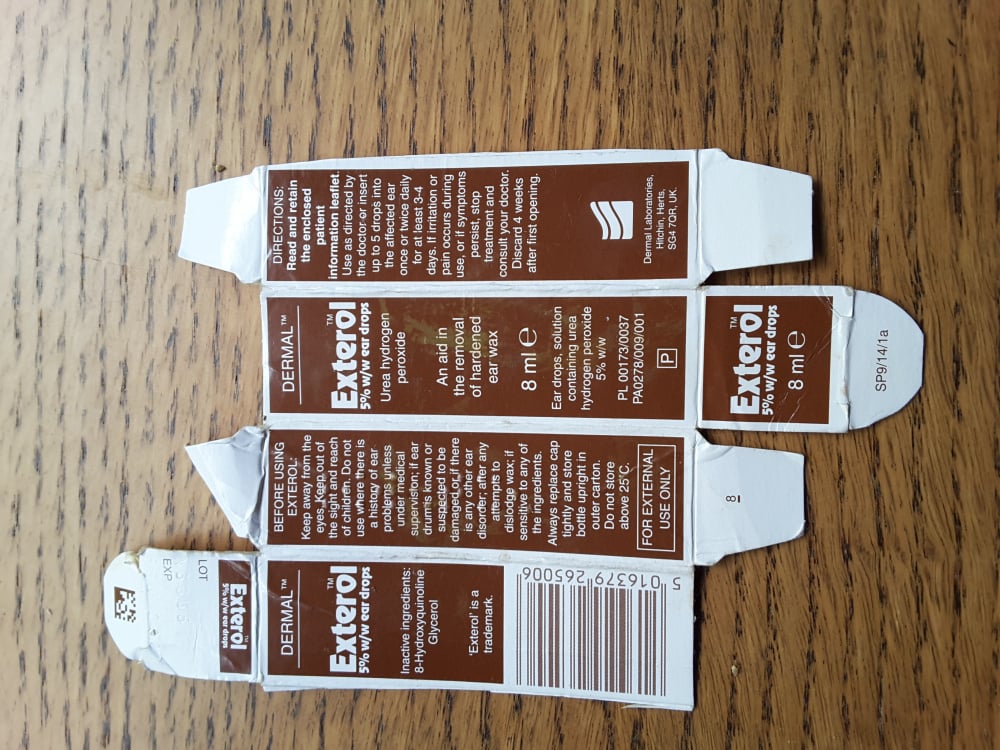 DIRECTIONS:
Read and retain
the enclosed
patient
information leaflet.
Use as directed by
the doctor or insert
up to 5 drops into
the affected ear
once or twice daily
for at least 3-4
days. If irritation or
pain occurs during
use, or if symptoms
persist, stop
treatment and
consult your doctor.
Discard 4 weeks
after first opening.
Dermal Laboratories,
Hitchin, Herts,
SG4 7QR, UK.
DERMAL™
Exterol™
5% w/w ear drops
Urea hydrogen
peroxide
An aid in
the removal
of hardened
ear wax
8 ml ℮
Ear drops, solution
containing urea
hydrogen peroxide
5% w/w
PL 00173/0037
PA0278/009/001
P
Exterol™
5% w/w ear drops
8 ml ℮
SP9/14/1a
BEFORE USING
EXTEROL:
Keep away from the
eyes. Keep out of
the sight and reach
of children. Do not
use where there is
a history of ear
problems unless
under medical
supervision; if ear
drum is known or
suspected to be
damaged or if there
is any other ear
disorder; after any
attempts to
dislodge wax; if
sensitive to any of
the ingredients.
Always replace cap
tightly and store
bottle upright in
outer carton.
Do not store
above 25°C.
FOR EXTERNAL
USE ONLY
8
LOT
EXP
Exterol™
5% w/w ear drops
DERMAL™
Exterol™
5% w/w ear drops
Inactive ingredients:
8-Hydroxyquinoline
Glycerol
'Exterol' is a
trademark.
5 016379 265006